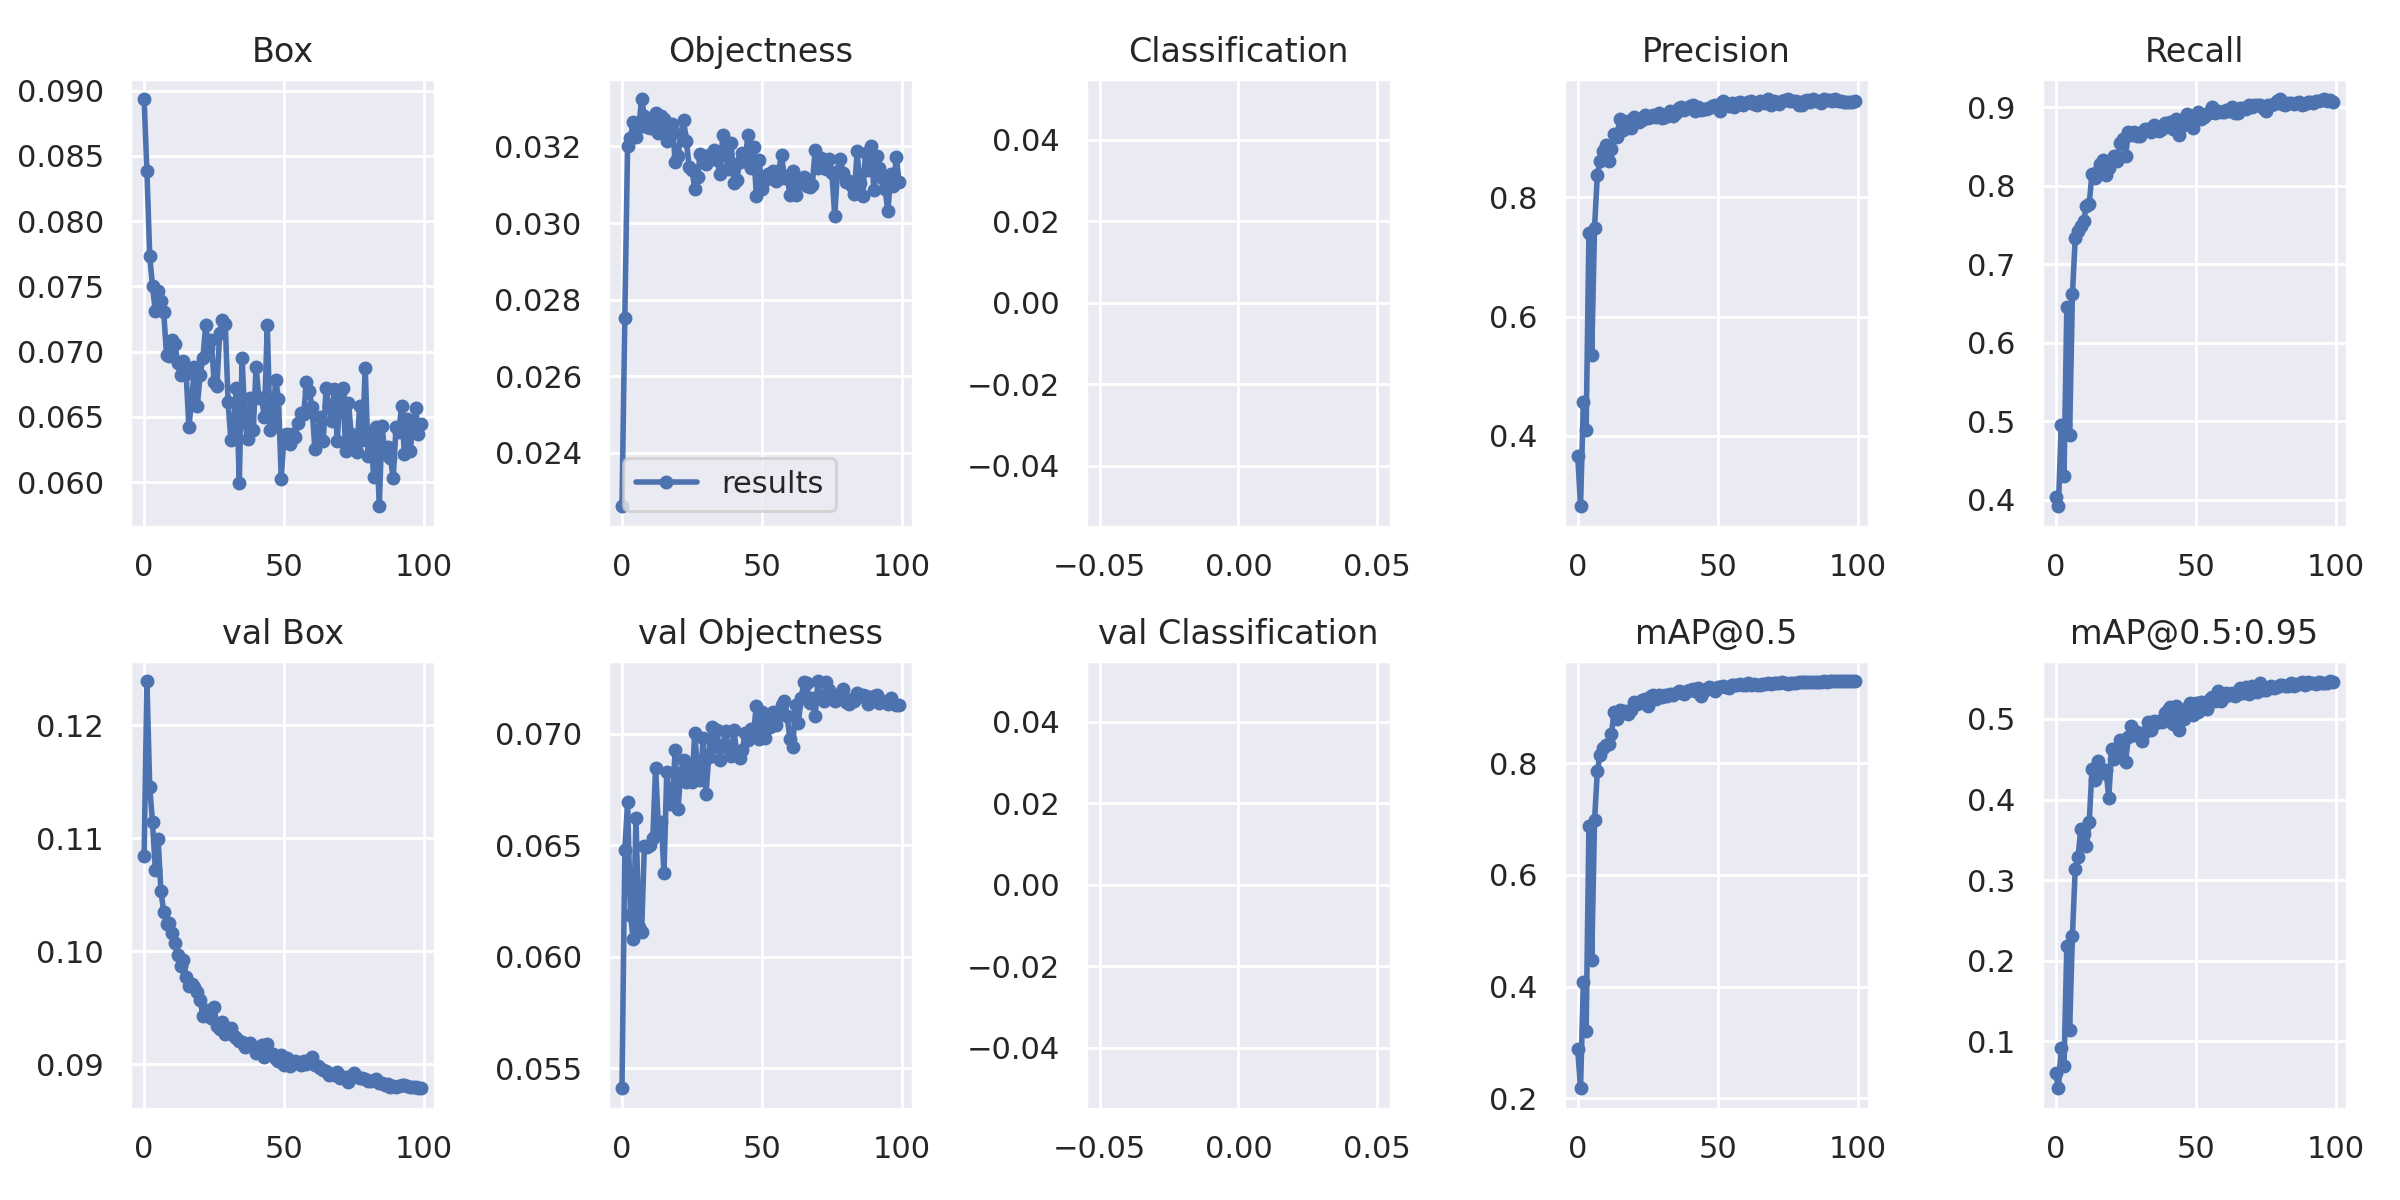 Box
Objectness
Classification
Precision
Recall
0.090
0.085
0.080
0.075
0.070
0.065
0.060
0 50 100
0.032
0.030
0.028
0.026
0.024
results
0 50 100
0.04
0.02
0.00
−0.02
−0.04
−0.05 0.00 0.05
0.8
0.6
0.4
0 50 100
0.9
0.8
0.7
0.6
0.5
0.4
0 50 100
val Box
val Objectness
val Classification
mAP@0.5
mAP@0.5:0.95
0.12
0.11
0.10
0.09
0 50 100
0.070
0.065
0.060
0.055
0 50 100
0.04
0.02
0.00
−0.02
−0.04
−0.05 0.00 0.05
0.8
0.6
0.4
0.2
0 50 100
0.5
0.4
0.3
0.2
0.1
0 50 100